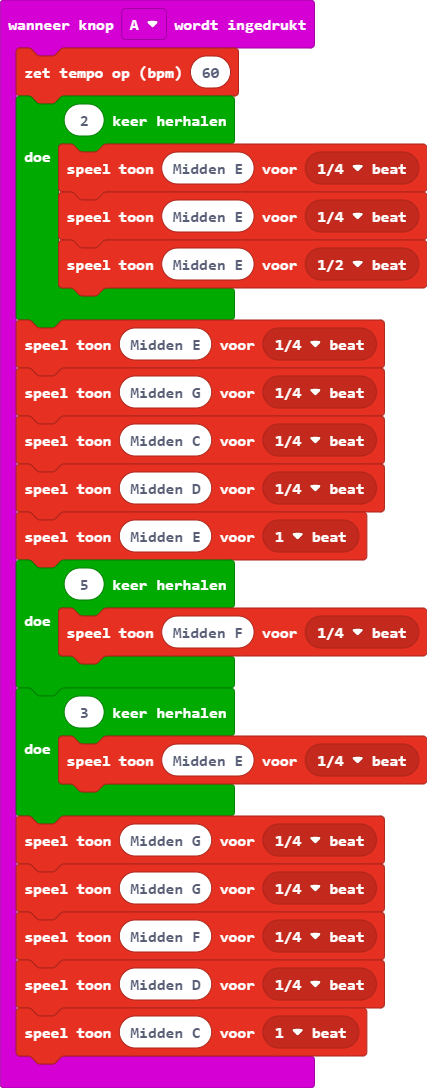 wanneer knop A wordt ingedrukt
zet tempo op (bpm) 60
2 keer herhalen
doe
speel toon Midden E voor 1/4 beat
speel toon Midden E voor 1/4 beat
speel toon Midden E voor 1/2 beat
speel toon Midden E voor 1/4 beat
speel toon Midden G voor 1/4 beat
speel toon Midden C voor 1/4 beat
speel toon Midden D voor 1/4 beat
speel toon Midden E voor 1 beat
5 keer herhalen
doe
speel toon Midden F voor 1/4 beat
3 keer herhalen
doe
speel toon Midden E voor 1/4 beat
speel toon Midden G voor 1/4 beat
speel toon Midden G voor 1/4 beat
speel toon Midden F voor 1/4 beat
speel toon Midden D voor 1/4 beat
speel toon Midden C voor 1 beat